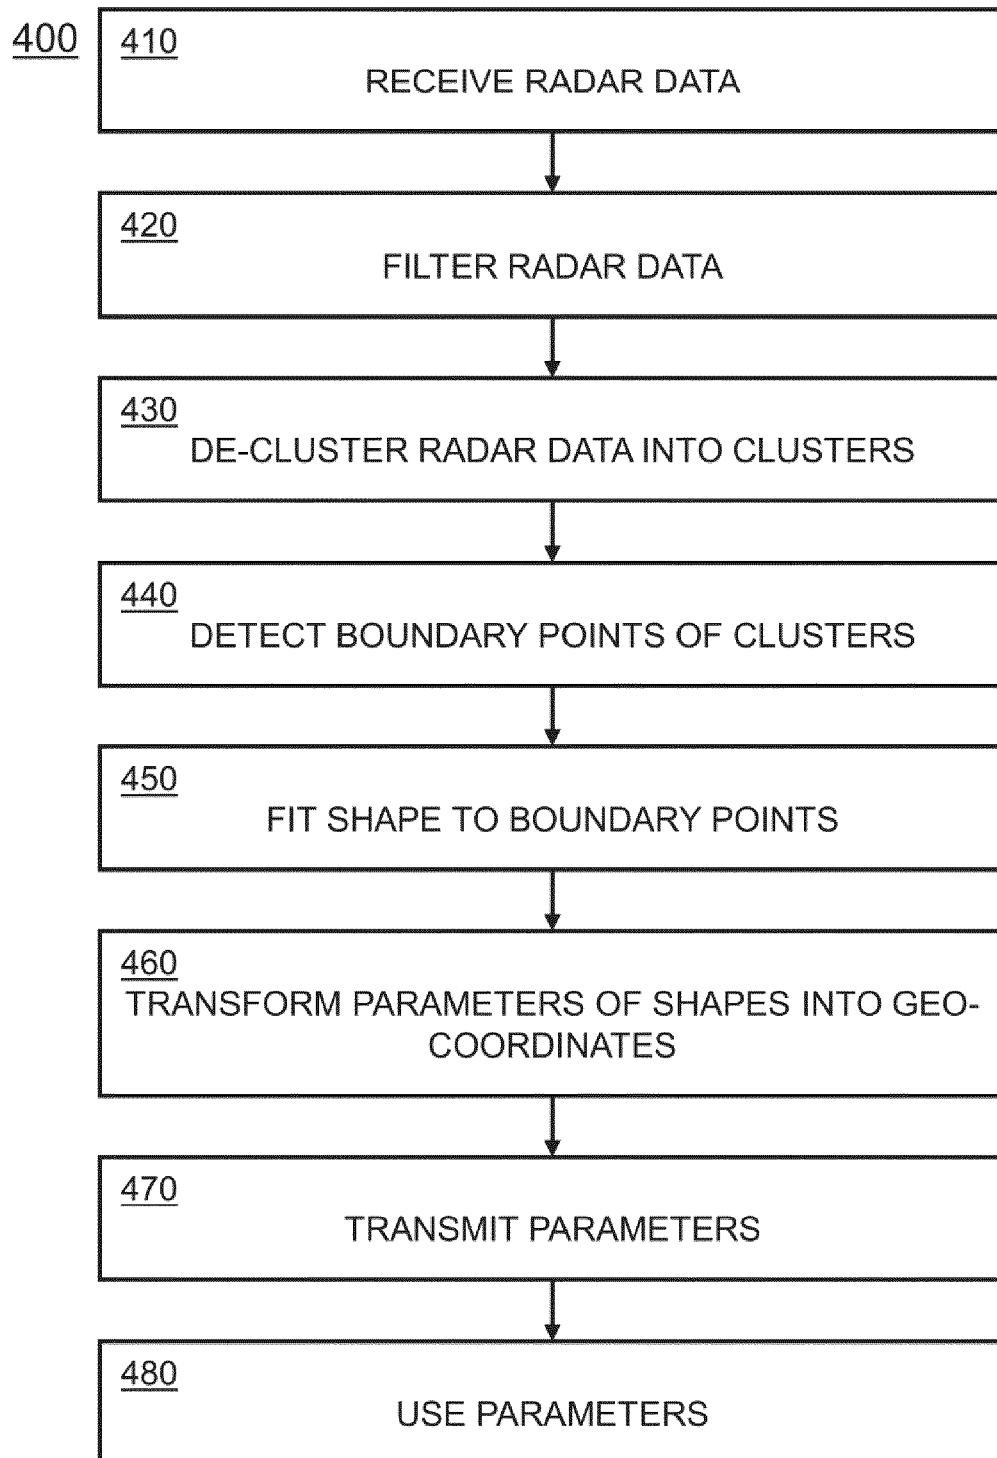 400
410
RECEIVE RADAR DATA
420
FILTER RADAR DATA
430
DE-CLUSTER RADAR DATA INTO CLUSTERS
440
DETECT BOUNDARY POINTS OF CLUSTERS
450
FIT SHAPE TO BOUNDARY POINTS
460
TRANSFORM PARAMETERS OF SHAPES INTO GEO-
COORDINATES
470
TRANSMIT PARAMETERS
480
USE PARAMETERS